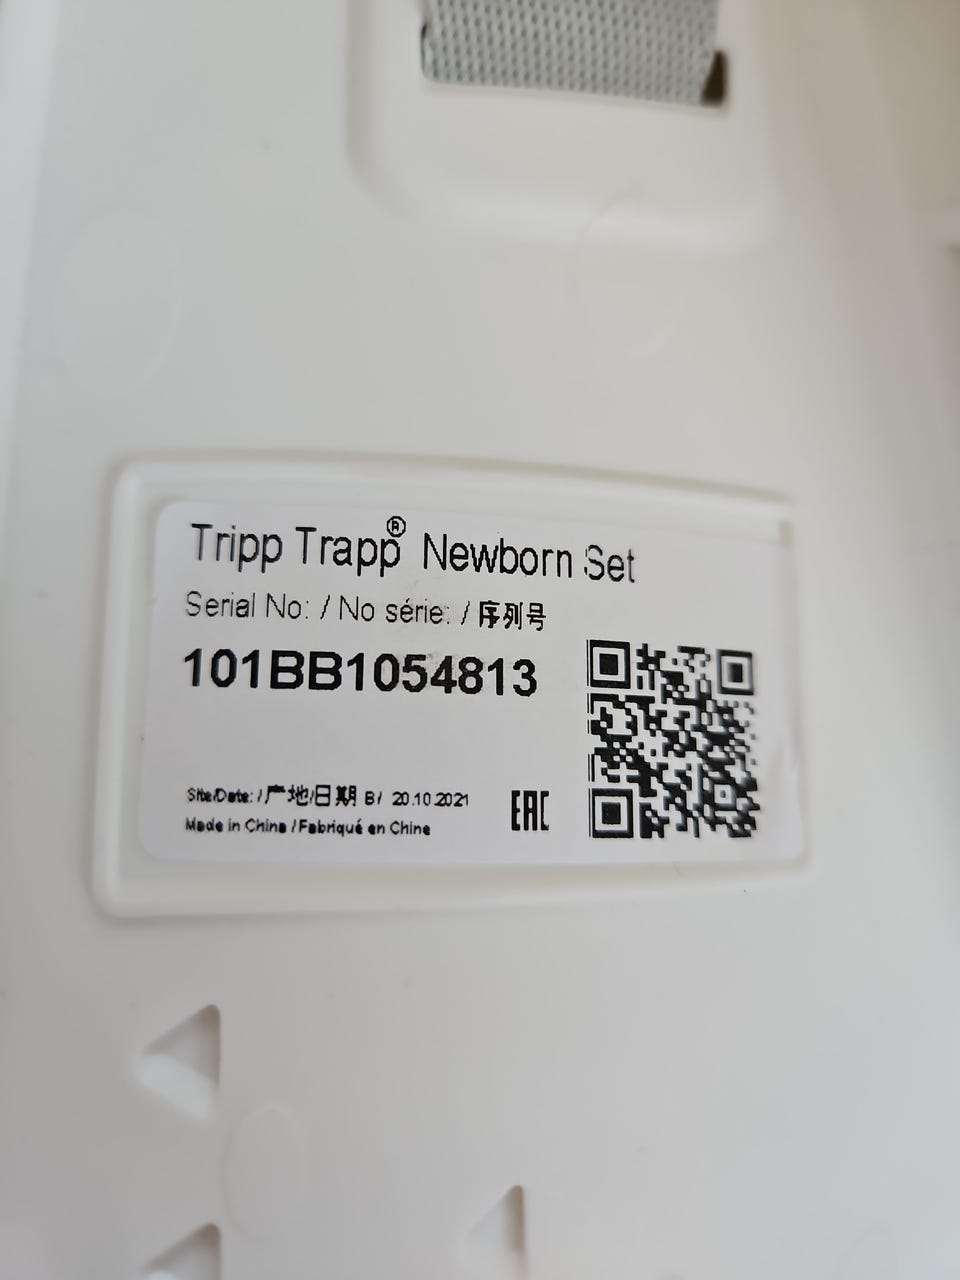 Tripp Trapp® Newborn Set
Serial No: / No série: / 序列号
101BB1054813
Site/Date: / 产地/日期 B/ 20.10.2021
Made in China / Fabriqué en Chine
EAC